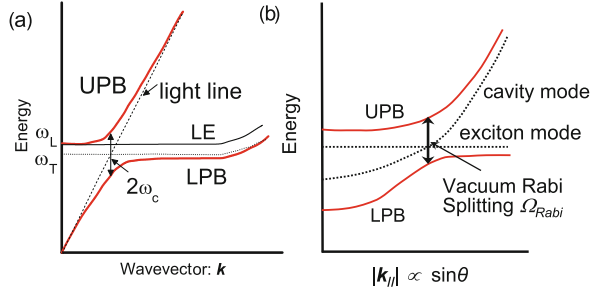 (a)
Energy
ω_L
ω_T
UPB
light line
LE
LPB
2ω_c
Wavevector: k
(b)
Energy
UPB
cavity mode
exciton mode
Vacuum Rabi
Splitting Ω_Rabi
LPB
|k_//| ∝ sinθ